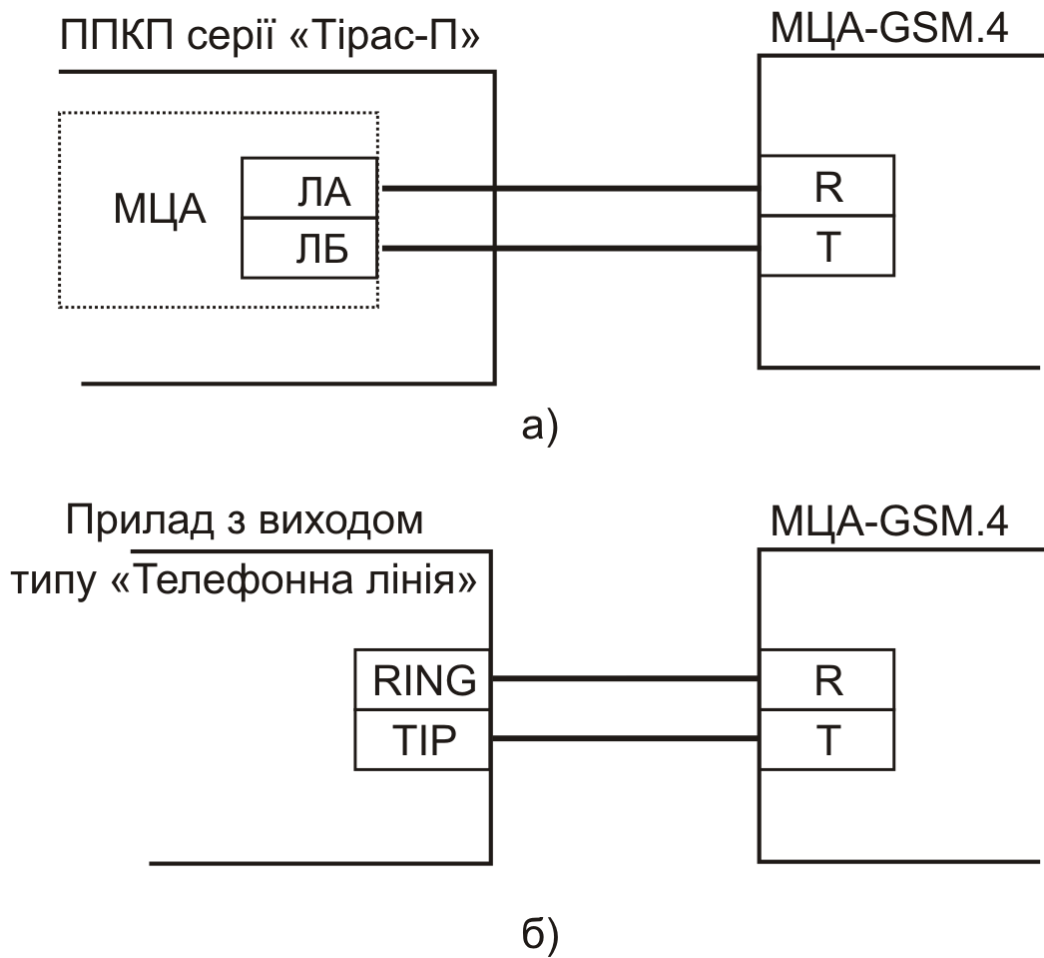 ППКП серії «Тірас-П»
МЦА-GSM.4
МЦА
ЛА
ЛБ
R
T
а)
Прилад з виходом
типу «Телефонна лінія»
МЦА-GSM.4
RING
TIP
R
T
б)